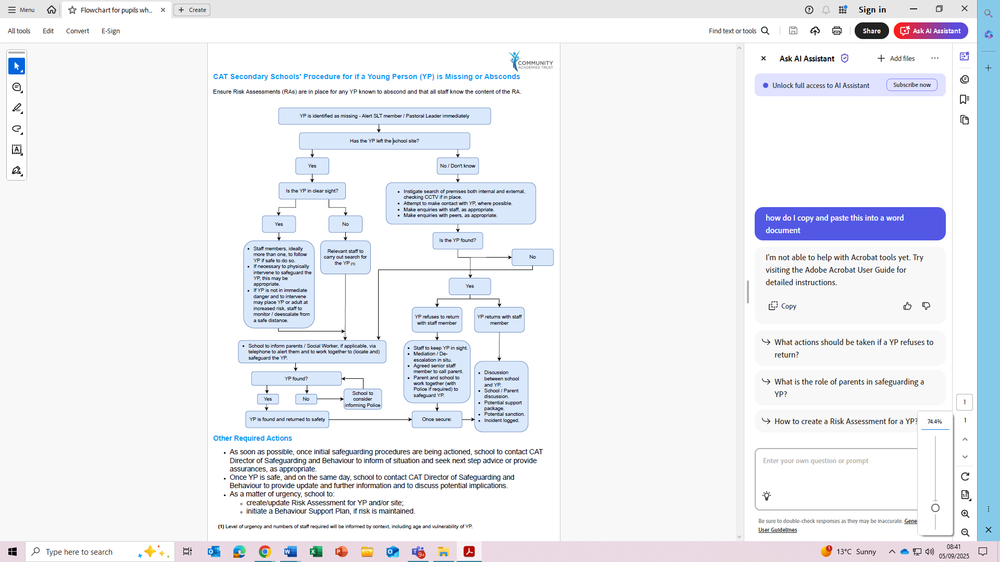 Menu
Flowchart for pupils wh...
Create
Sign in
All tools
Edit
Convert
E-Sign
Find text or tools
Share
Ask AI Assistant
COMMUNITY
ACADEMIES TRUST
CAT Secondary Schools' Procedure for if a Young Person (YP) is Missing or Absconds
Ensure Risk Assessments (RAs) are in place for any YP known to abscond and that all staff know the content of the RA.
YP is identified as missing - Alert SLT member / Pastoral Leader immediately
Has the YP left the school site?
Yes
No / Don't know
Is the YP in clear sight?
• Instigate search of premises both internal and external,
checking CCTV if in place.
• Attempt to make contact with YP, where possible.
• Make enquiries with staff, as appropriate.
• Make enquiries with peers, as appropriate.
Yes
No
Is the YP found?
• Staff members, ideally
more than one, to follow
YP if safe to do so.
• If necessary to physically
intervene to safeguard the
YP, this may be
appropriate.
• If YP is not in immediate
danger and to intervene
may place YP or adult at
increased risk, staff to
monitor / deescalate from
a safe distance.
Relevant staff to
carry out search for
the YP (1)
No
Yes
YP refuses to return
with staff member
YP returns with staff
member
• School to inform parents / Social Worker, if applicable, via
telephone to alert them and to work together to (locate and)
safeguard the YP.
• Staff to keep YP in sight.
• Mediation / De-
escalation in situ.
• Agreed senior staff
member to call parent.
• Parent and school to
work together (with
Police if required) to
safeguard YP.
• Discussion
between school
and YP.
• School / Parent
discussion.
• Potential support
package.
• Potential sanction.
• Incident logged.
YP found?
Yes
No
School to
consider
informing Police
YP is found and returned to safety
Once secure:
Other Required Actions
• As soon as possible, once initial safeguarding procedures are being actioned, school to contact CAT
Director of Safeguarding and Behaviour to inform of situation and seek next step advice or provide
assurances, as appropriate.
• Once YP is safe, and on the same day, school to contact CAT Director of Safeguarding and
Behaviour to provide update and further information and to discuss potential implications.
• As a matter of urgency, school to:
◦ create/update Risk Assessment for YP and/or site;
◦ initiate a Behaviour Support Plan, if risk is maintained.
(1) Level of urgency and numbers of staff required will be informed by context, including age and vulnerability of YP.
Ask AI Assistant
Add files
Unlock full access to AI Assistant
Subscribe now
how do I copy and paste this into a word
document
I'm not able to help with Acrobat tools yet. Try
visiting the Adobe Acrobat User Guide for
detailed instructions.
Copy
What actions should be taken if a YP refuses to
return?
What is the role of parents in safeguarding a
YP?
How to create a Risk Assessment for a YP?
Enter your own question or prompt
Be sure to double-check responses as they may be inaccurate. Gene
User Guidelines
1
1
74.4%
1:1
Type here to search
9+
1
13°C Sunny
08:41
05/09/2025